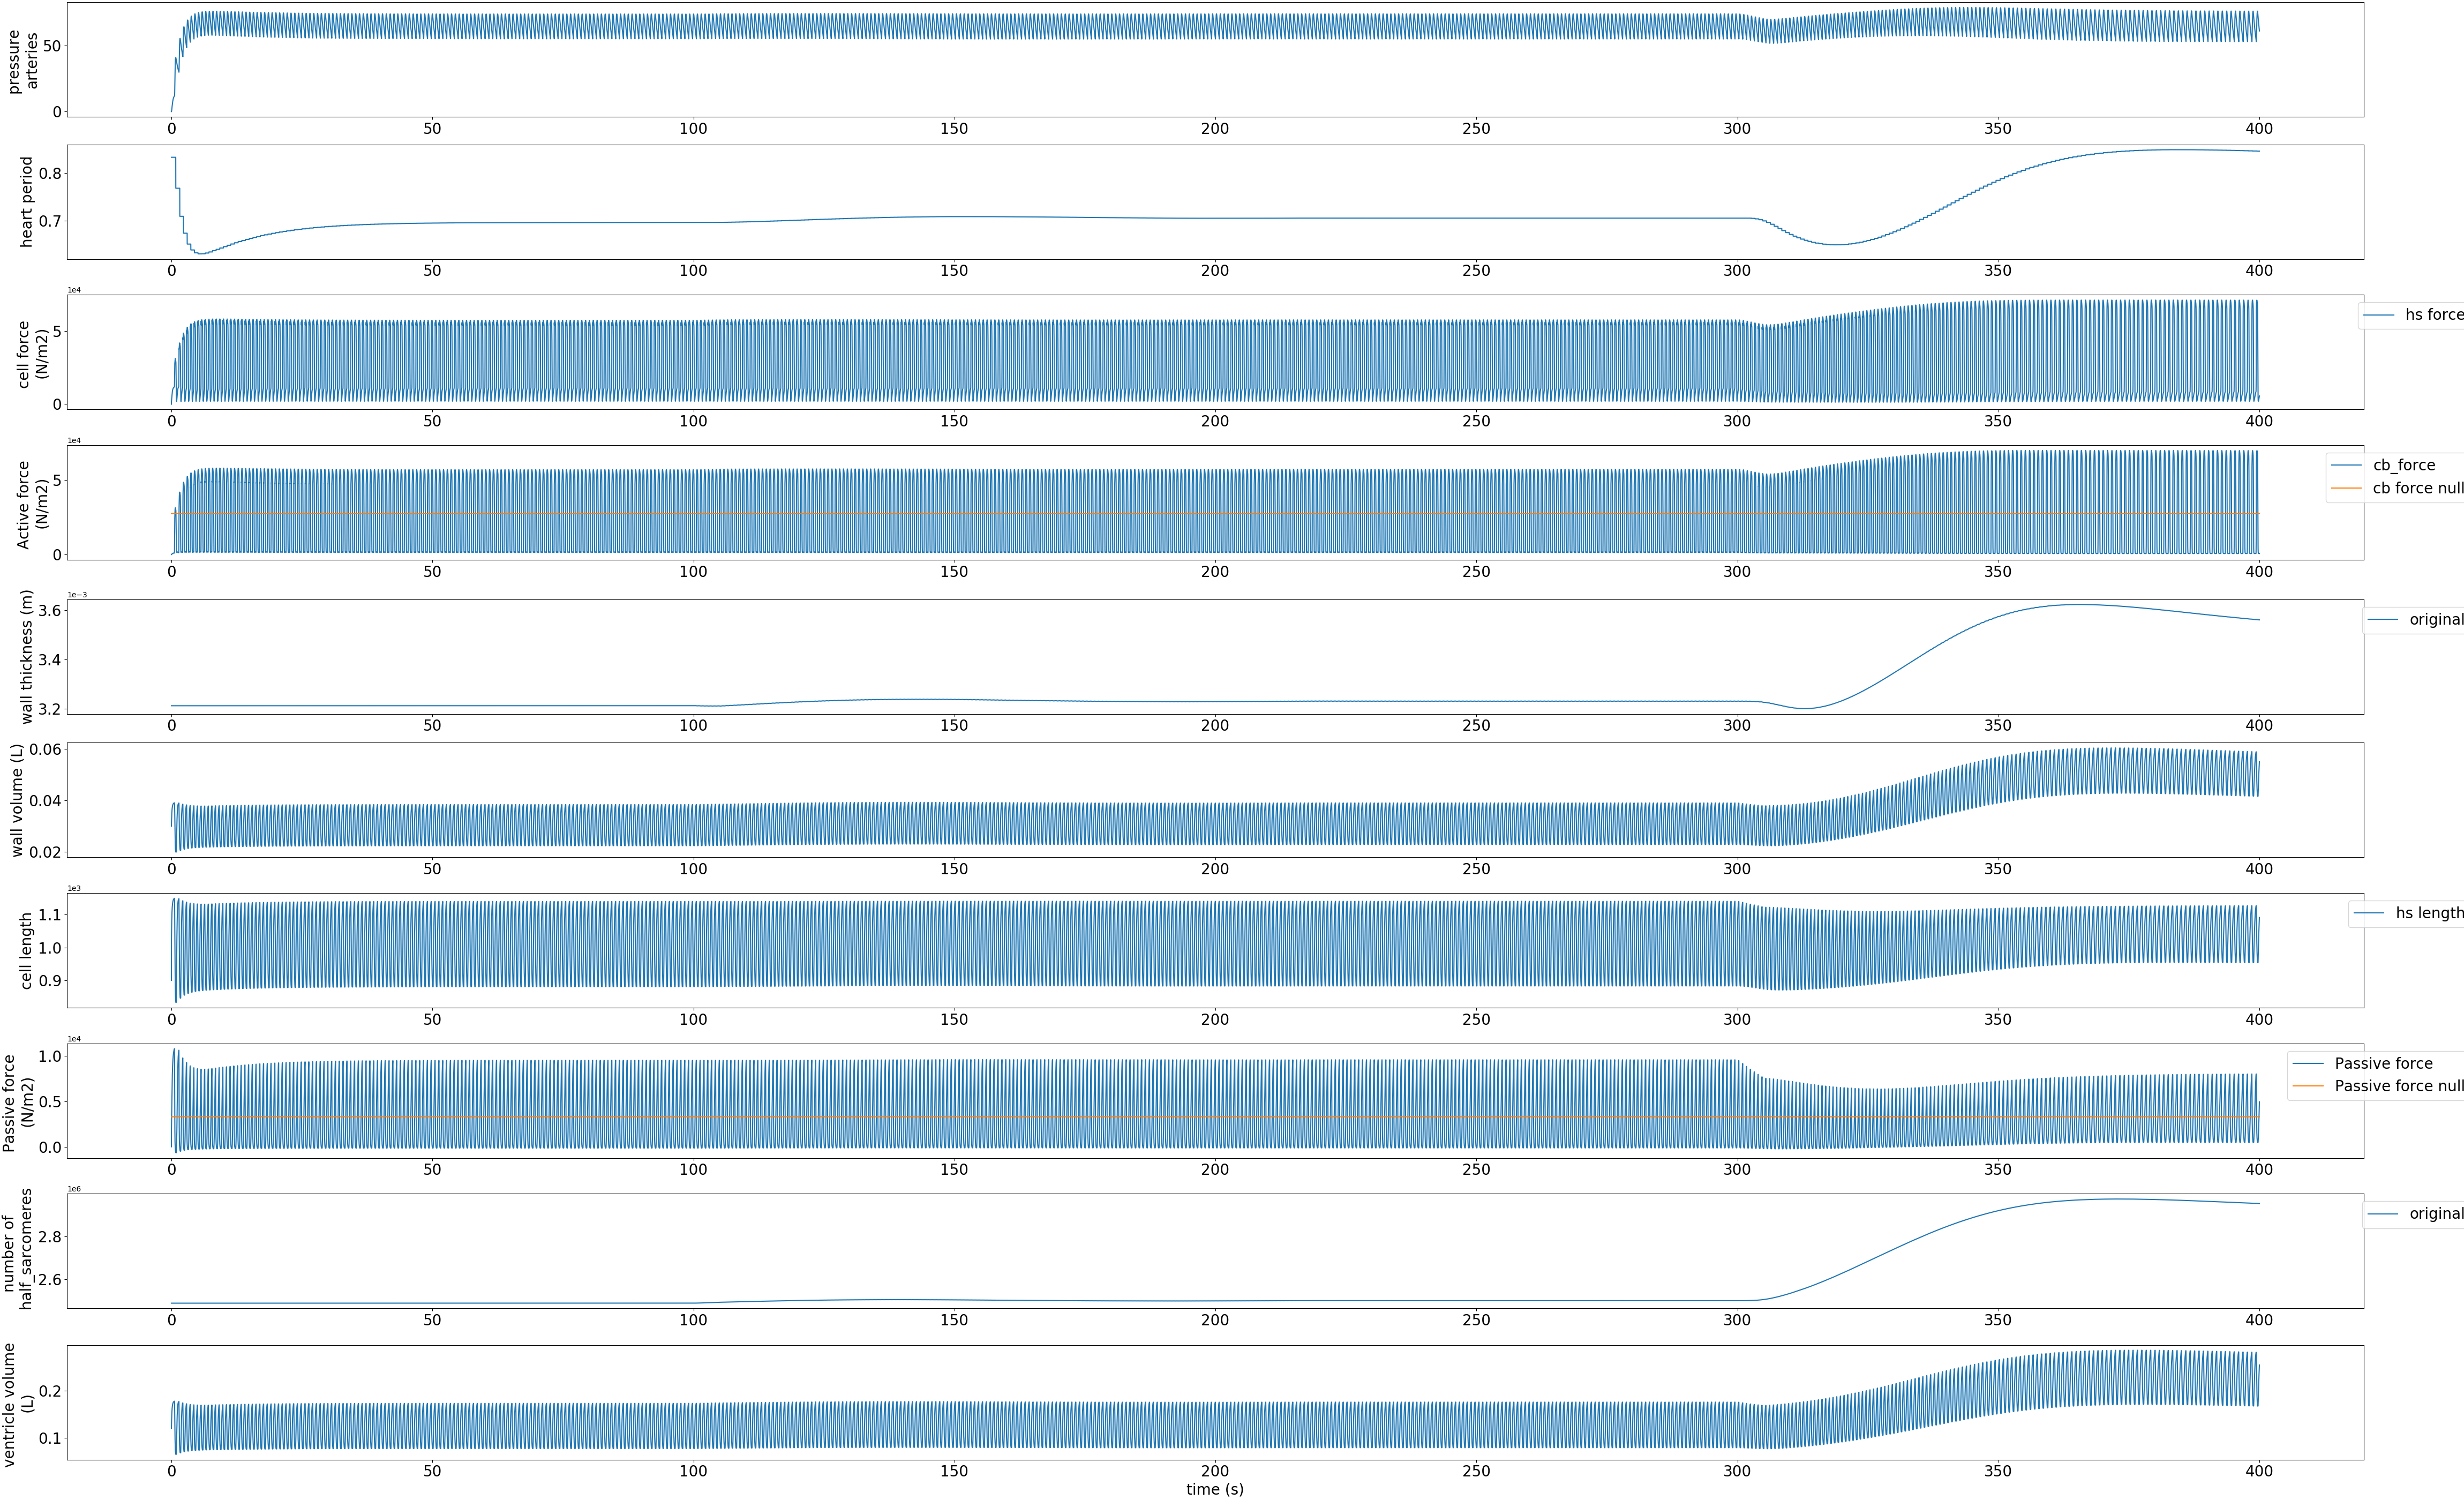 pressure
arteries
50
0
0 50 100 150 200 250 300 350 400
heart period
0.8
0.7
0 50 100 150 200 250 300 350 400
1e4
cell force
(N/m2)
5
0
hs force
0 50 100 150 200 250 300 350 400
1e4
Active force
(N/m2)
5
0
cb_force
cb force null
0 50 100 150 200 250 300 350 400
1e−3
wall thickness (m)
3.6
3.4
3.2
original
0 50 100 150 200 250 300 350 400
wall volume (L)
0.06
0.04
0.02
0 50 100 150 200 250 300 350 400
1e3
cell length
1.1
1.0
0.9
hs length
0 50 100 150 200 250 300 350 400
1e4
Passive force
(N/m2)
1.0
0.5
0.0
Passive force
Passive force null
0 50 100 150 200 250 300 350 400
1e6
number of
half_sarcomeres
2.8
2.6
original
0 50 100 150 200 250 300 350 400
ventricle volume
(L)
0.2
0.1
0 50 100 150 200 250 300 350 400
time (s)